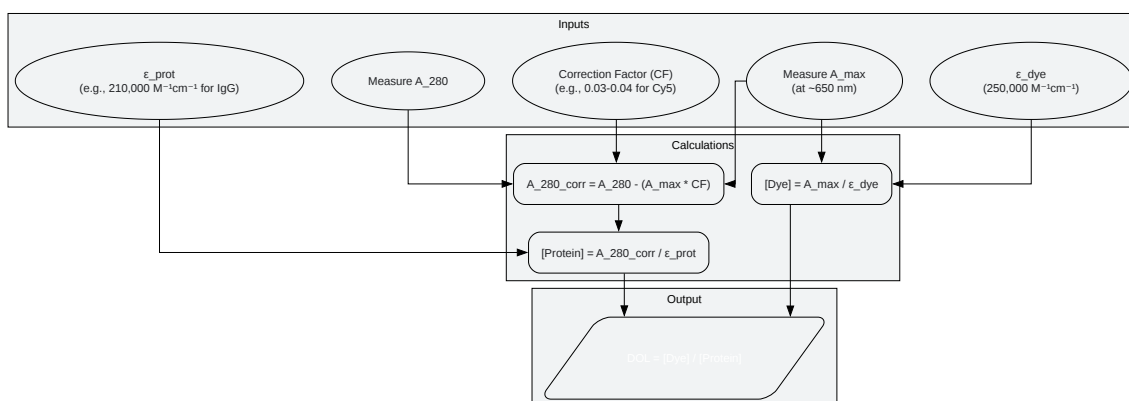 Inputs
ε_prot
(e.g., 210,000 M⁻¹cm⁻¹ for IgG)
Measure A_280
Correction Factor (CF)
(e.g., 0.03-0.04 for Cy5)
Measure A_max
(at ~650 nm)
ε_dye
(250,000 M⁻¹cm⁻¹)
Calculations
A_280_corr = A_280 - (A_max * CF)
[Dye] = A_max / ε_dye
[Protein] = A_280_corr / ε_prot
Output
DOL = [Dye] / [Protein]